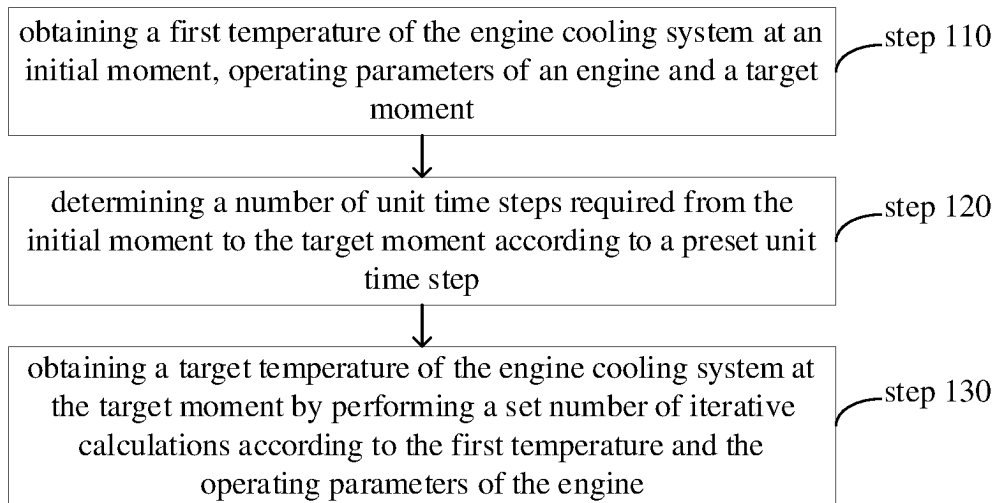 obtaining a first temperature of the engine cooling system at an
initial moment, operating parameters of an engine and a target
moment
step 110
determining a number of unit time steps required from the
initial moment to the target moment according to a preset unit
time step
step 120
obtaining a target temperature of the engine cooling system at
the target moment by performing a set number of iterative
calculations according to the first temperature and the
operating parameters of the engine
step 130